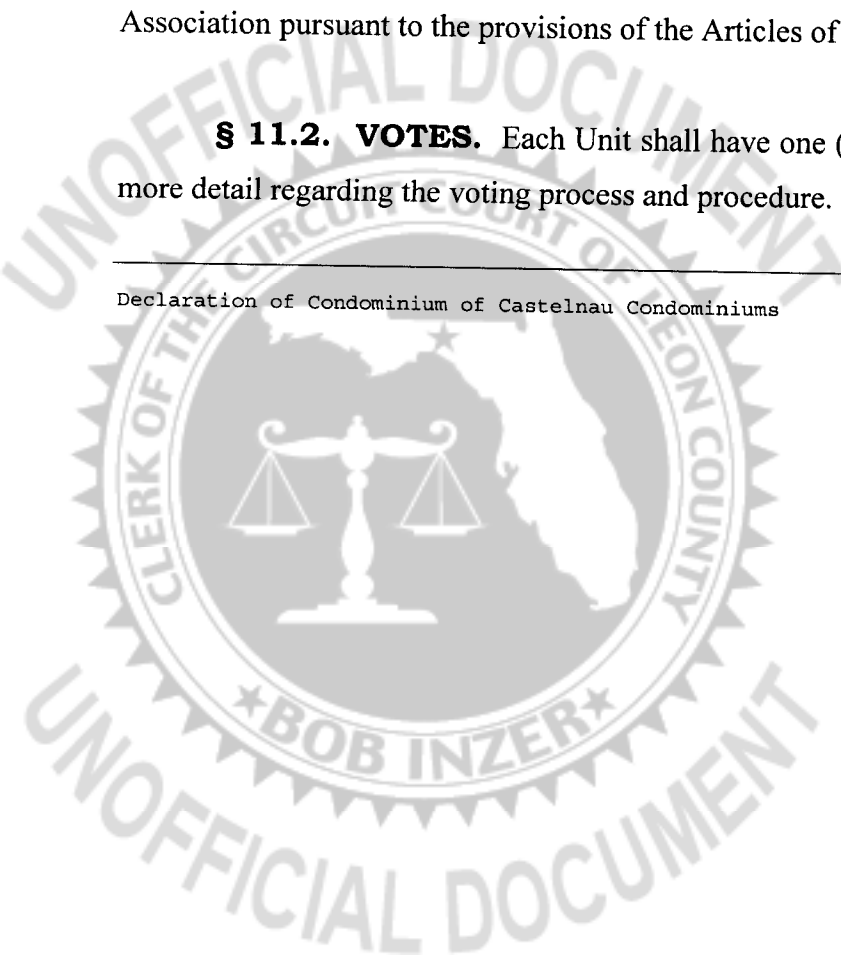 Association pursuant to the provisions of the Articles of
§ 11.2. VOTES. Each Unit shall have one (
more detail regarding the voting process and procedure.
Declaration of Condominium of Castelnau Condominiums
UNOFFICIAL DOCUMENT
CLERK OF THE CIRCUIT COURT OF LEON COUNTY
★BOB INZER★
UNOFFICIAL DOCUMENT